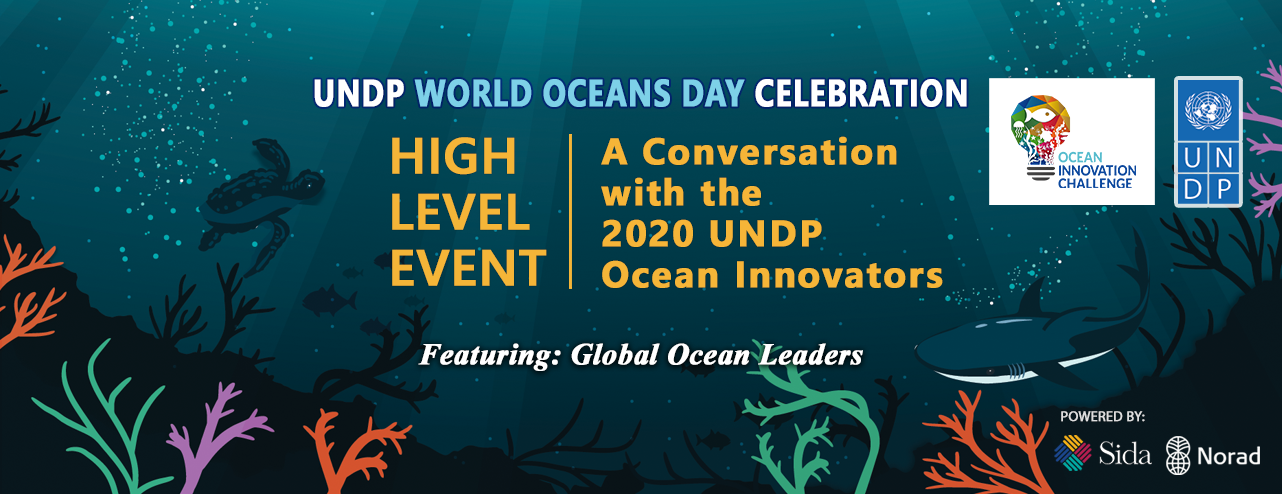 UNDP WORLD OCEANS DAY CELEBRATION
HIGH
LEVEL
EVENT
A Conversation
with the
2020 UNDP
Ocean Innovators
Featuring: Global Ocean Leaders
OCEAN
INNOVATION
CHALLENGE
U N
D P
POWERED BY:
Sida
Norad